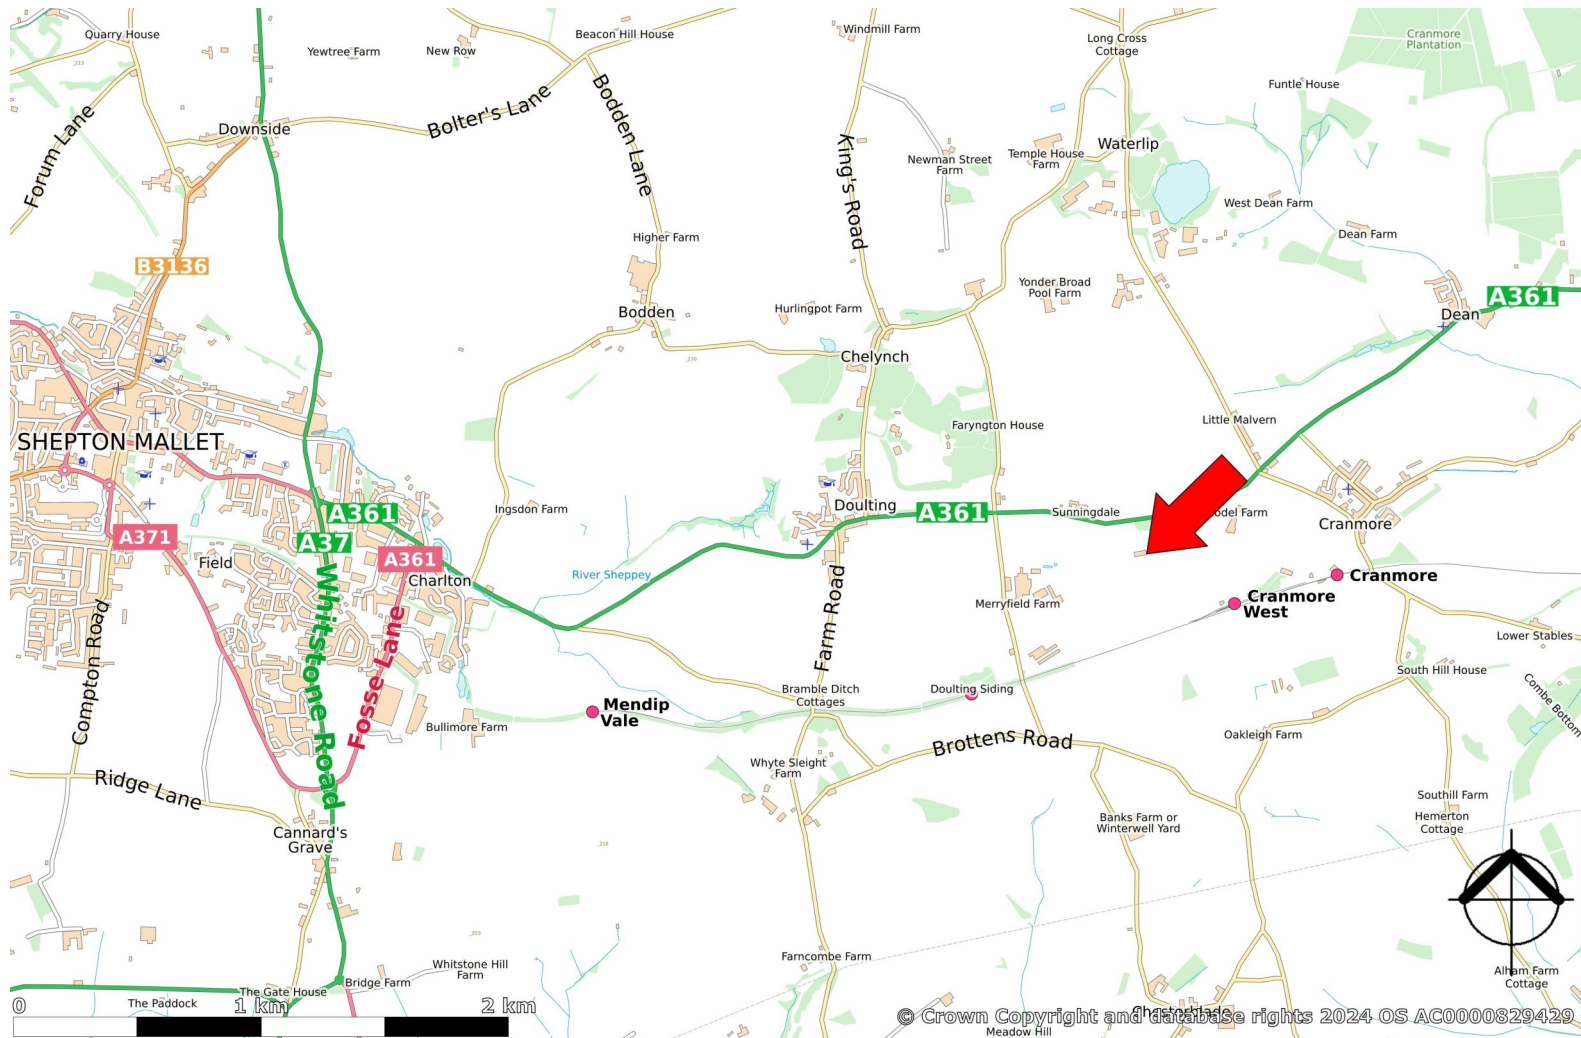 Quarry House
Yewtree Farm
New Row
Beacon Hill House
Windmill Farm
Long Cross
Cottage
Cranmore
Plantation
213
Funtle House
Forum Lane
Downside
Bolter's Lane
Bodden Lane
King's Road
Newman Street
Farm
Temple House
Farm
Waterlip
West Dean Farm
Dean Farm
Higher Farm
B3136
Yonder Broad
Pool Farm
A361
Hurlingpot Farm
Bodden
Dean
Chelynch
230
Little Malvern
Faryngton House
SHEPTON MALLET
Doulting
A361
A361
Ingsdon Farm
Sunningdale
odel Farm
Cranmore
A371
A37
A361
Field
Charlton
River Sheppey
Cranmore
Cranmore
West
Merryfield Farm
Whitstone Road
Fosse Lane
Farm Road
Compton Road
Lower Stables
South Hill House
Combe Bottom
Bramble Ditch
Cottages
Doulting Siding
Mendip
Vale
Bullimore Farm
Brottens Road
Oakleigh Farm
Whyte Sleight
Farm
Ridge Lane
Southill Farm
Hemerton
Cottage
Banks Farm or
Winterwell Yard
Cannard's
Grave
216
203
Farncombe Farm
Whitstone Hill
Farm
Bridge Farm
Alham Farm
Cottage
The Gate House
The Paddock
0
1 km
2 km
Chesterblade
© Crown Copyright and database rights 2024 OS AC0000829429
Meadow Hill